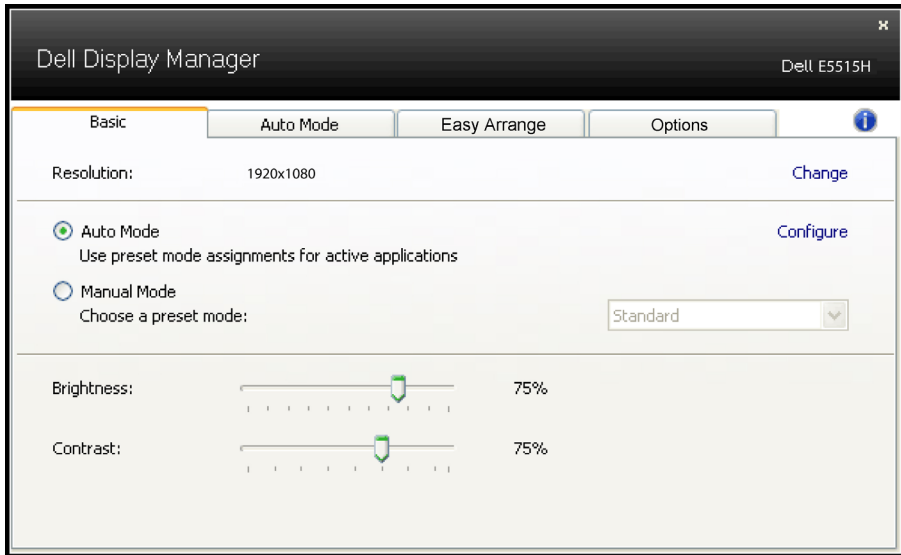 x
Dell Display Manager
Dell E5515H
Basic Auto Mode Easy Arrange Options i
Resolution: 1920x1080 Change
Auto Mode Configure
Use preset mode assignments for active applications
Manual Mode
Choose a preset mode: Standard
Brightness: 75%
Contrast: 75%